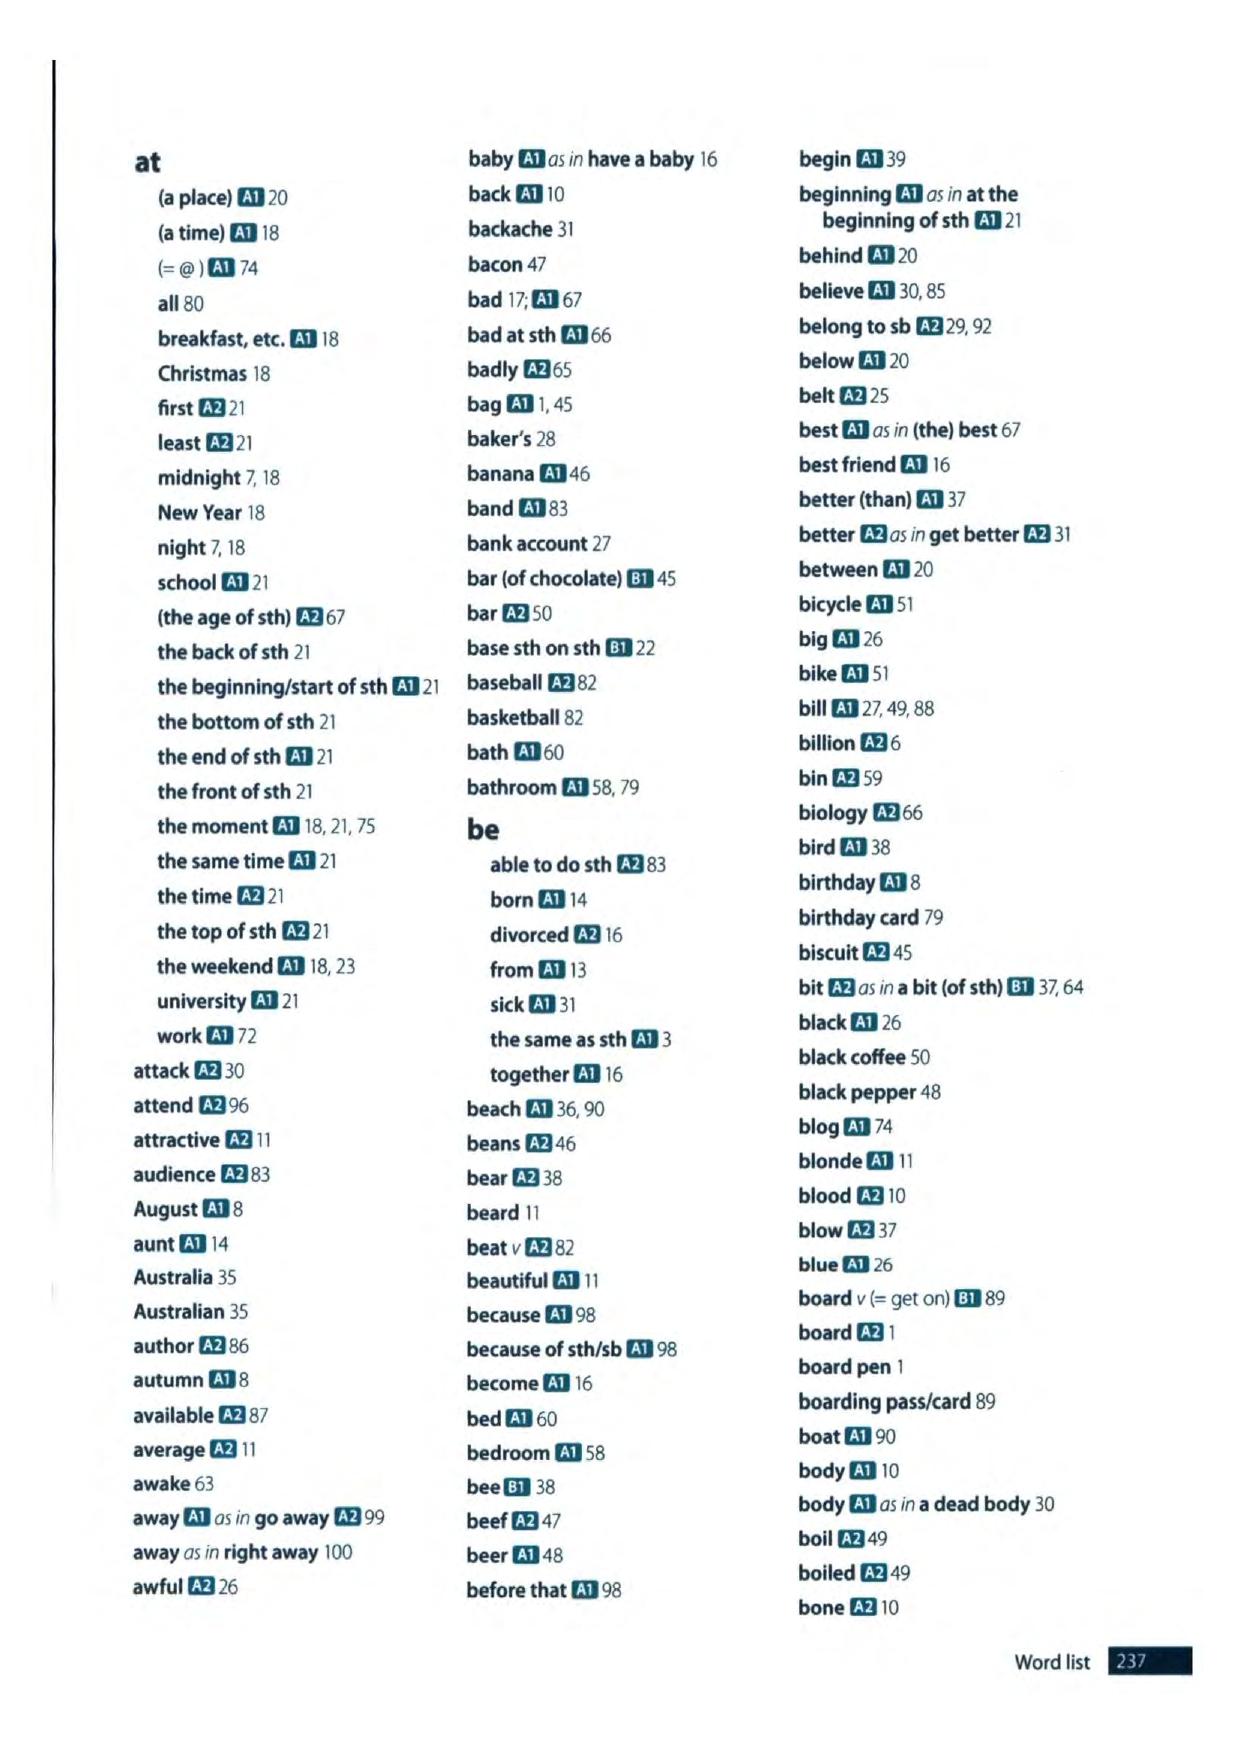 at
(a place) A1 20
(a time) A1 18
(= @ ) A1 74
all 80
breakfast, etc. A1 18
Christmas 18
first A2 21
least A2 21
midnight 7, 18
New Year 18
night 7, 18
school A1 21
(the age of sth) A2 67
the back of sth 21
the beginning/start of sth A1 21
the bottom of sth 21
the end of sth A1 21
the front of sth 21
the moment A1 18, 21, 75
the same time A1 21
the time A2 21
the top of sth A2 21
the weekend A1 18, 23
university A1 21
work A1 72
attack A2 30
attend A2 96
attractive A2 11
audience A2 83
August A1 8
aunt A1 14
Australia 35
Australian 35
author A2 86
autumn A1 8
available A2 87
average A2 11
awake 63
away A1 as in go away A2 99
away as in right away 100
awful A2 26
baby A1 as in have a baby 16
back A1 10
backache 31
bacon 47
bad 17; A1 67
bad at sth A1 66
badly A2 65
bag A1 1, 45
baker's 28
banana A1 46
band A1 83
bank account 27
bar (of chocolate) B1 45
bar A2 50
base sth on sth B1 22
baseball A2 82
basketball 82
bath A1 60
bathroom A1 58, 79
be
able to do sth A2 83
born A1 14
divorced A2 16
from A1 13
sick A1 31
the same as sth A1 3
together A1 16
beach A1 36, 90
beans A2 46
bear A2 38
beard 11
beat v A2 82
beautiful A1 11
because A1 98
because of sth/sb A1 98
become A1 16
bed A1 60
bedroom A1 58
bee B1 38
beef A2 47
beer A1 48
before that A1 98
begin A1 39
beginning A1 as in at the
beginning of sth A1 21
behind A1 20
believe A1 30, 85
belong to sb A2 29, 92
below A1 20
belt A2 25
best A1 as in (the) best 67
best friend A1 16
better (than) A1 37
better A2 as in get better A2 31
between A1 20
bicycle A1 51
big A1 26
bike A1 51
bill A1 27, 49, 88
billion A2 6
bin A2 59
biology A2 66
bird A1 38
birthday A1 8
birthday card 79
biscuit A2 45
bit A2 as in a bit (of sth) B1 37, 64
black A1 26
black coffee 50
black pepper 48
blog A1 74
blonde A1 11
blood A2 10
blow A2 37
blue A1 26
board v (= get on) B1 89
board A2 1
board pen 1
boarding pass/card 89
boat A1 90
body A1 10
body A1 as in a dead body 30
boil A2 49
boiled A2 49
bone A2 10
Word list 237